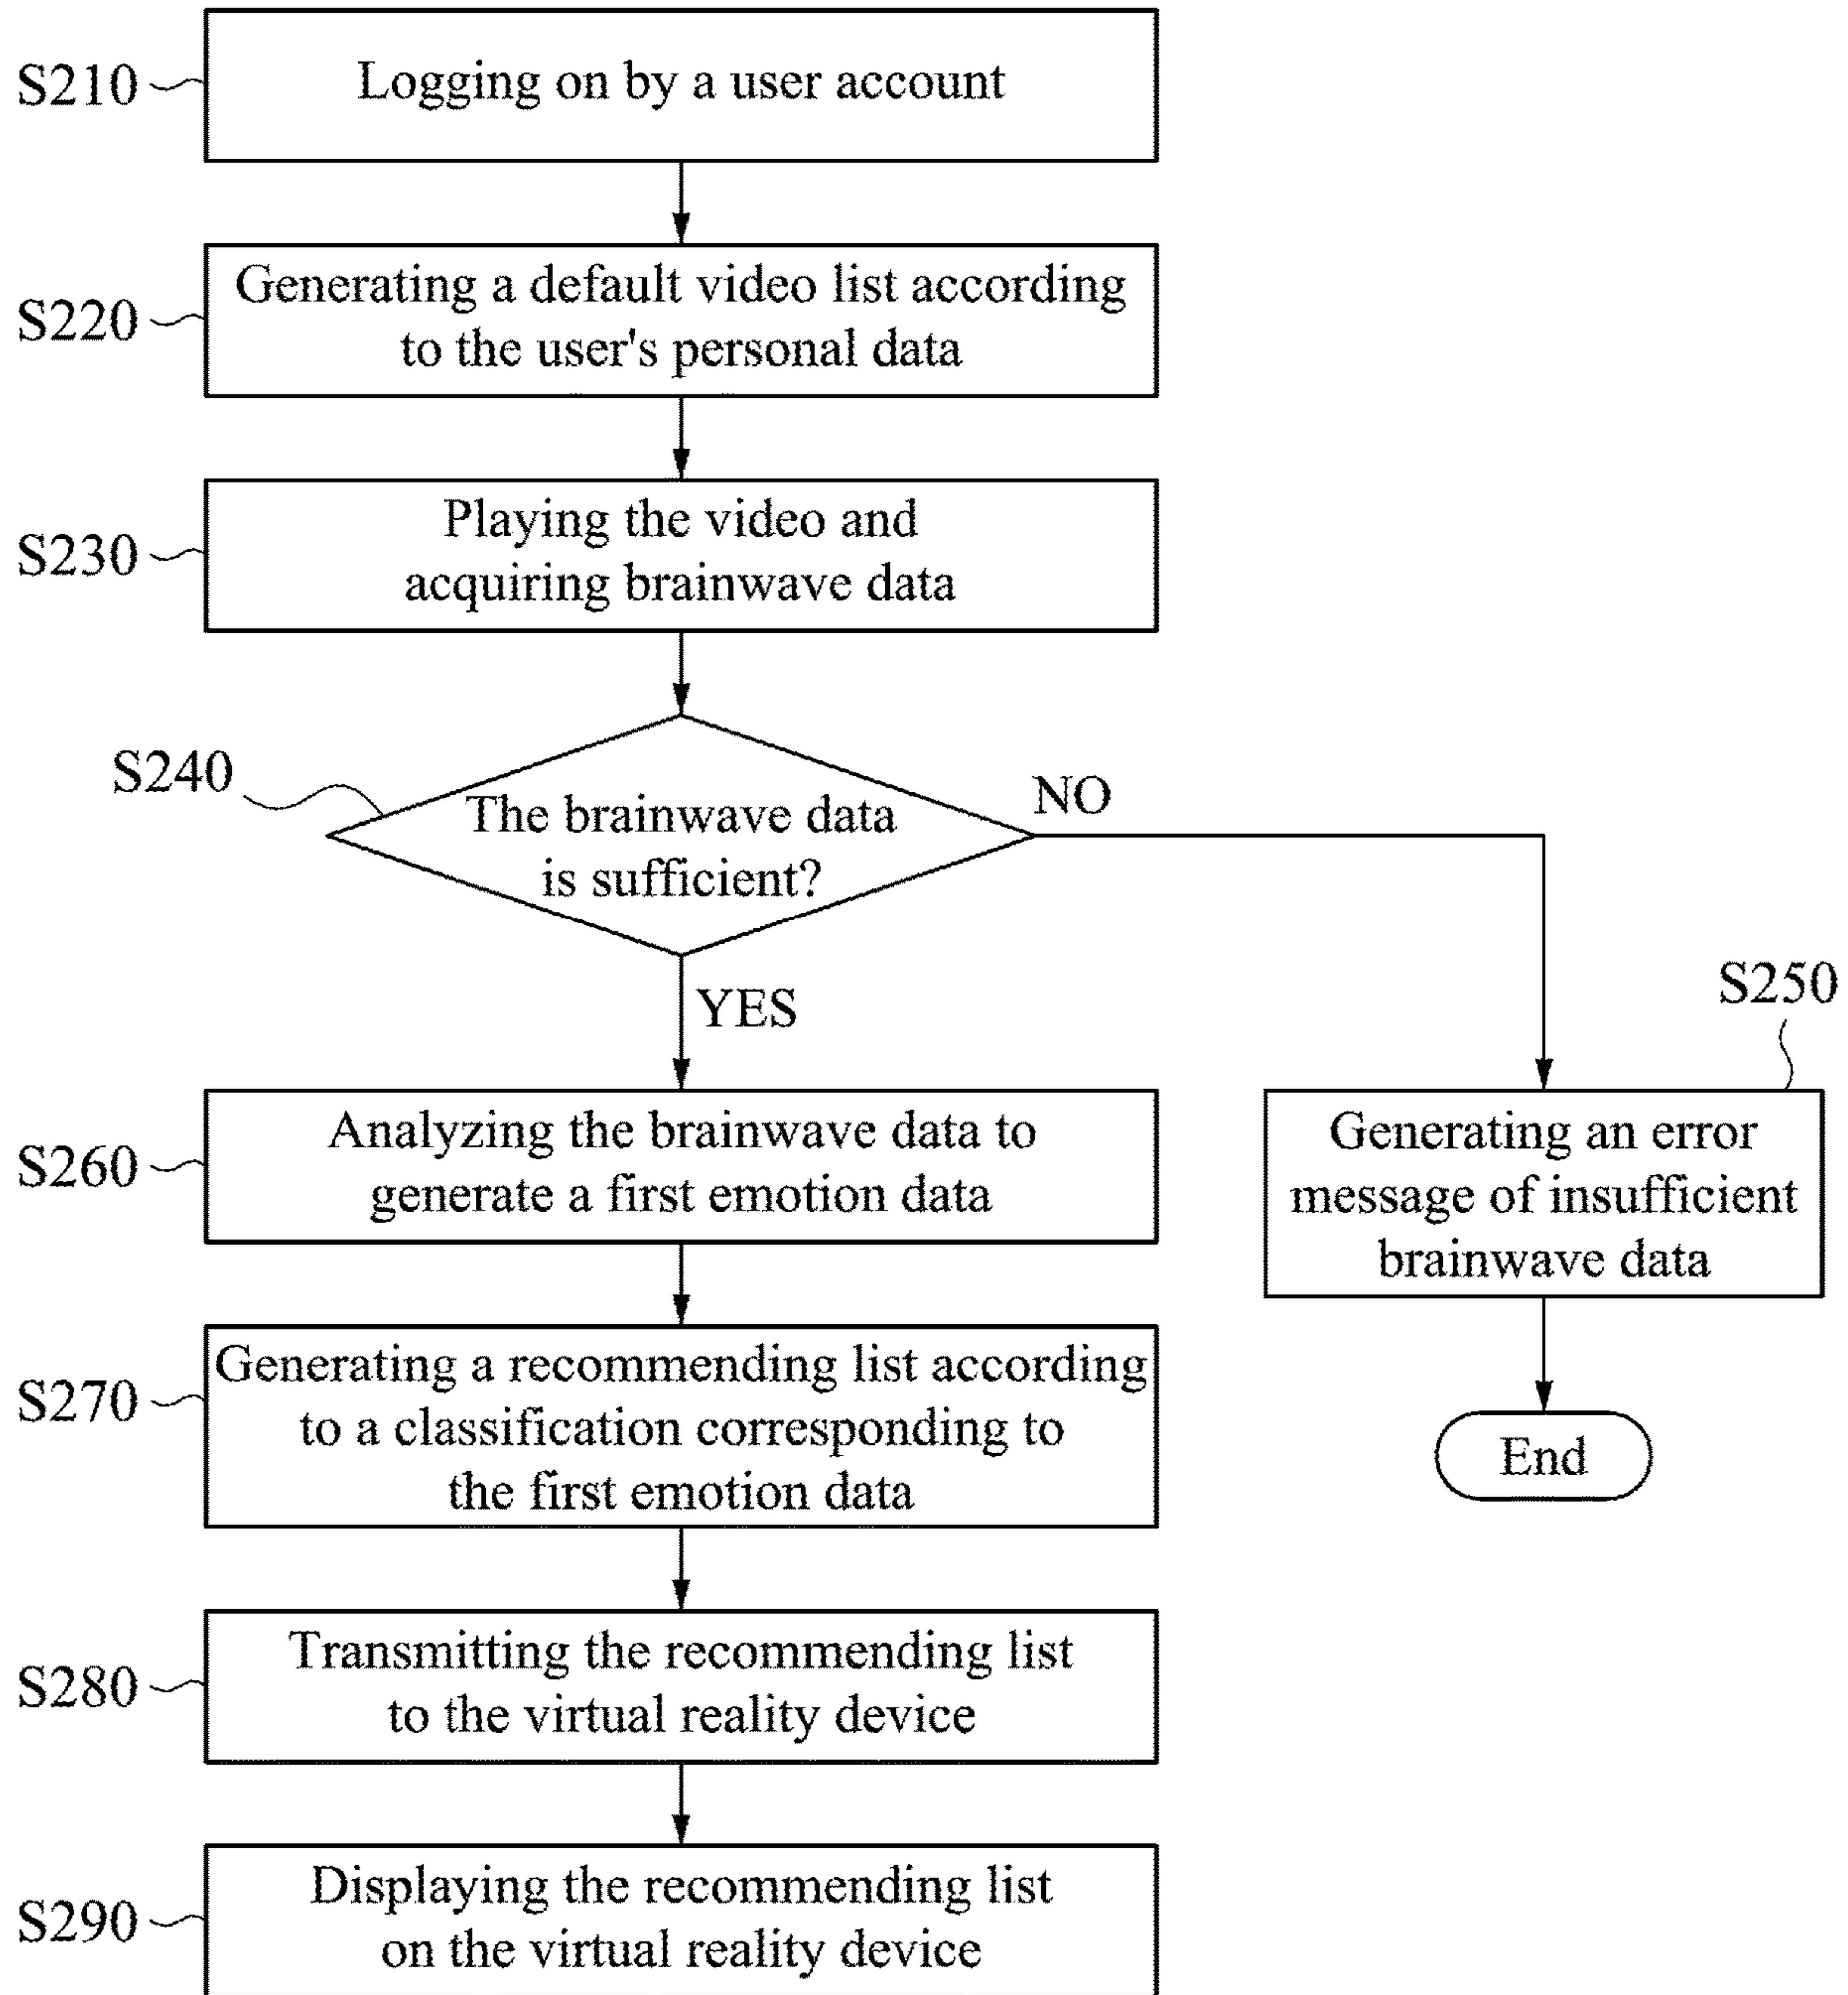 S210
Logging on by a user account
S220
Generating a default video list according
to the user's personal data
S230
Playing the video and
acquiring brainwave data
S240
The brainwave data
is sufficient?
NO
YES
S250
Generating an error
message of insufficient
brainwave data
End
S260
Analyzing the brainwave data to
generate a first emotion data
S270
Generating a recommending list according
to a classification corresponding to
the first emotion data
S280
Transmitting the recommending list
to the virtual reality device
S290
Displaying the recommending list
on the virtual reality device